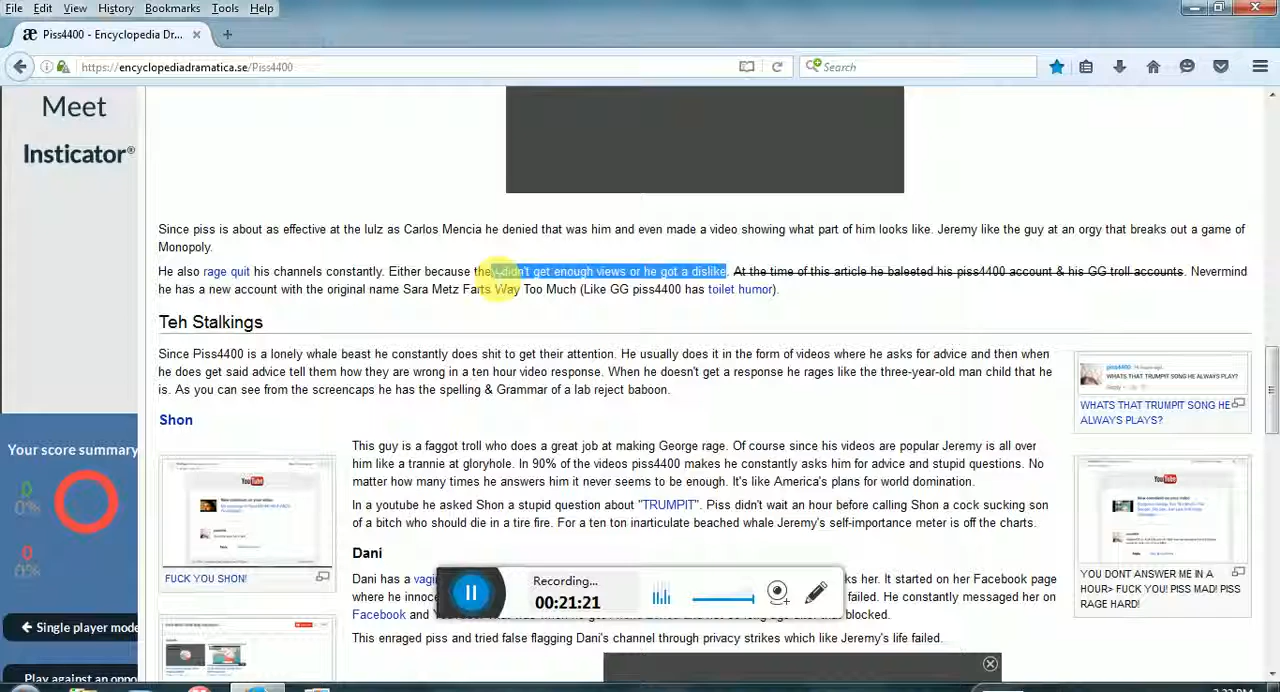 File Edit View History Bookmarks Tools Help
æ Piss4400 - Encyclopedia Dr...
https://encyclopediadramatica.se/Piss4400
Search
Meet
Insticator®
Since piss is about as effective at the lulz as Carlos Mencia he denied that was him and even made a video showing what part of him looks like. Jeremy like the guy at an orgy that breaks out a game of
Monopoly.
He also rage quit his channels constantly. Either because they didn't get enough views or he got a dislike. At the time of this article he baleeted his piss4400 account & his GG troll accounts. Nevermind
he has a new account with the original name Sara Metz Farts Way Too Much (Like GG piss4400 has toilet humor).
Teh Stalkings
Since Piss4400 is a lonely whale beast he constantly does shit to get their attention. He usually does it in the form of videos where he asks for advice and then when
he does get said advice tell them how they are wrong in a ten hour video response. When he doesn't get a response he rages like the three-year-old man child that he
is. As you can see from the screencaps he has the spelling & Grammar of a lab reject baboon.
piss4400
WHATS THAT TRUMPIT SONG HE ALWAYS PLAY?
WHATS THAT TRUMPIT SONG HE
ALWAYS PLAYS?
Shon
This guy is a faggot troll who does a great job at making George rage. Of course since his videos are popular Jeremy is all over
him like a trannie at gloryhole. In 90% of the videos piss4400 makes he constantly asks him for advice and stupid questions. No
matter how many times he answers him it never seems to be enough. It's like America's plans for world domination.
In a youtube he asked Shon a stupid question about "TRUMPIT". Piss didn't wait an hour before calling Shon a cock sucking son
of a bitch who should die in a tire fire. For a ten ton inarticulate beached whale Jeremy's self-importance meter is off the charts.
YouTube
FUCK YOU SHON!
YouTube
YOU DONT ANSWER ME IN A
HOUR> FUCK YOU! PISS MAD! PISS
RAGE HARD!
Dani
Dani has a
ks her. It started on her Facebook page
where he innoce
failed. He constantly messaged her on
Facebook and
blocked.
This enraged piss and tried false flagging Dani's channel through privacy strikes which like Jeremy's life failed.
Your score summary
0
0%
0
0%
Single player mode
Play against an oppo
Recording...
00:21:21